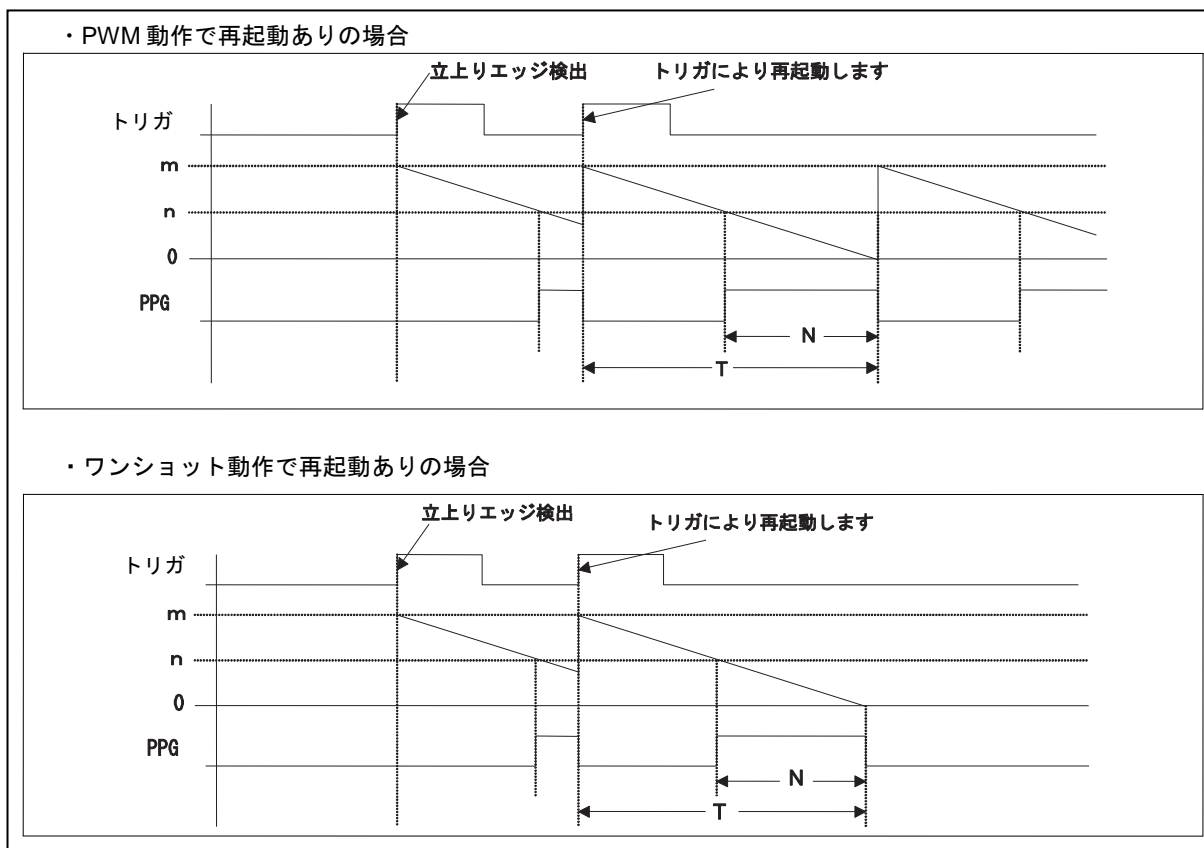 ・PWM 動作で再起動ありの場合
立上りエッジ検出
トリガにより再起動します
トリガ
m
n
0
PPG
N
T
・ワンショット動作で再起動ありの場合
立上りエッジ検出
トリガにより再起動します
トリガ
m
n
0
PPG
N
T